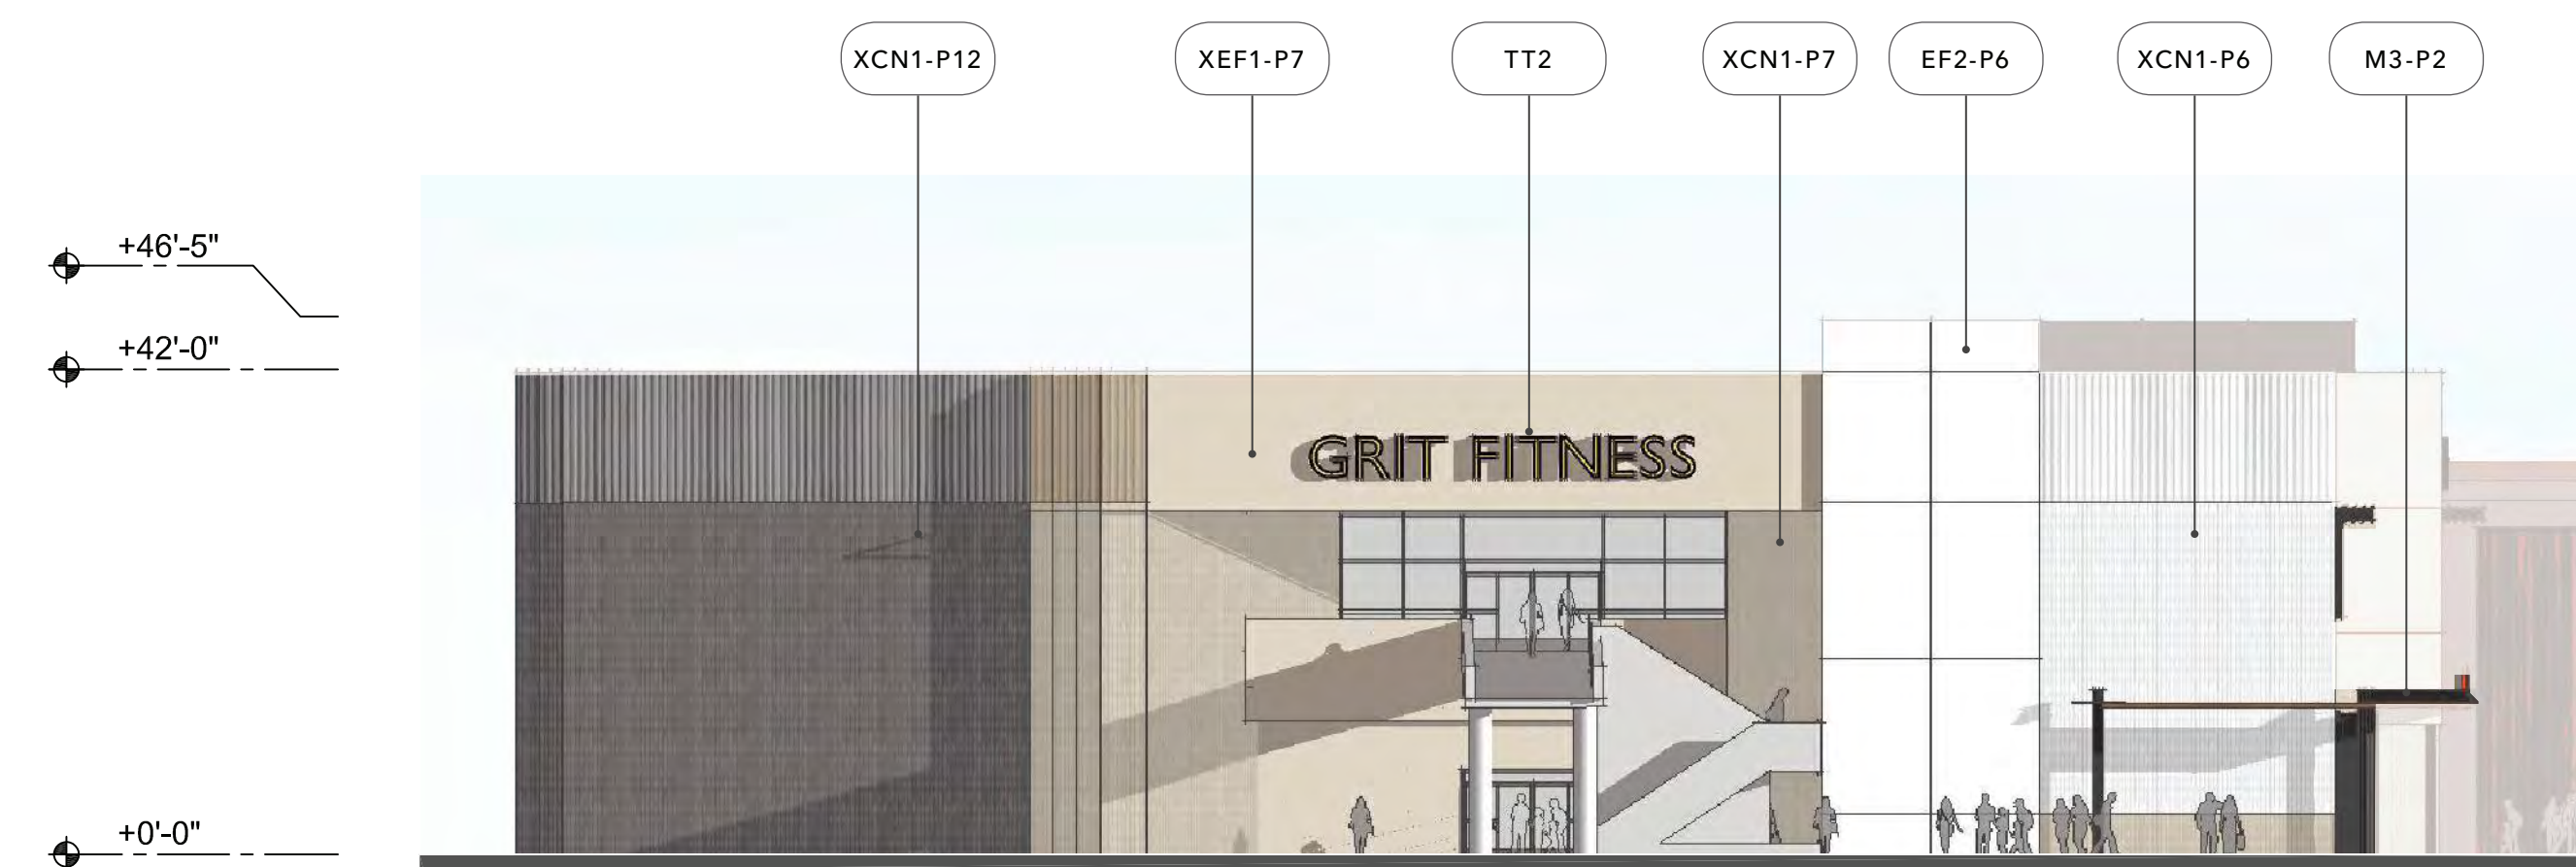 XCN1-P12
XEF1-P7
TT2
XCN1-P7
EF2-P6
XCN1-P6
M3-P2
+46'-5"
+42'-0"
GRIT FITNESS
+0'-0"